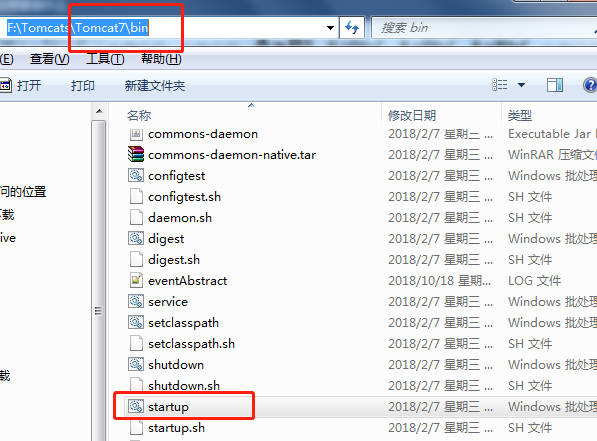 F:\Tomcats\Tomcat7\bin
搜索 bin
(E) 查看(V) 工具(T) 帮助(H)
打开 打印 新建文件夹
名称 修改日期 类型
commons-daemon 2018/2/7 星期三 ... Executable Jar
commons-daemon-native.tar 2018/2/7 星期三 ... WinRAR 压缩文
configtest 2018/2/7 星期三 ... Windows 批处
configtest.sh 2018/2/7 星期三 ... SH 文件
daemon.sh 2018/2/7 星期三 ... SH 文件
digest 2018/2/7 星期三 ... Windows 批处
digest.sh 2018/2/7 星期三 ... SH 文件
eventAbstract 2018/10/18 星期... LOG 文件
service 2018/2/7 星期三 ... Windows 批处
setclasspath 2018/2/7 星期三 ... Windows 批处
setclasspath.sh 2018/2/7 星期三 ... SH 文件
shutdown 2018/2/7 星期三 ... Windows 批处
shutdown.sh 2018/2/7 星期三 ... SH 文件
startup 2018/2/7 星期三 ... Windows 批处
startup.sh 2018/2/7 星期三 ... SH 文件
问的位置
载
ive
载